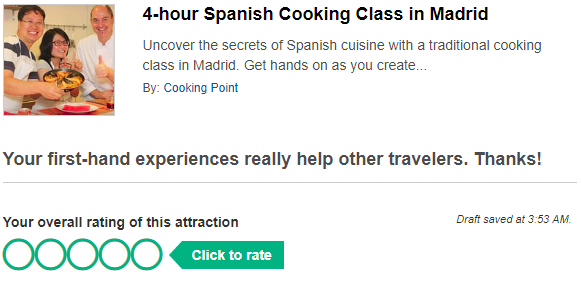 4-hour Spanish Cooking Class in Madrid
Uncover the secrets of Spanish cuisine with a traditional cooking
class in Madrid. Get hands on as you create...
By: Cooking Point
Your first-hand experiences really help other travelers. Thanks!
Your overall rating of this attraction
Draft saved at 3:53 AM.
Click to rate